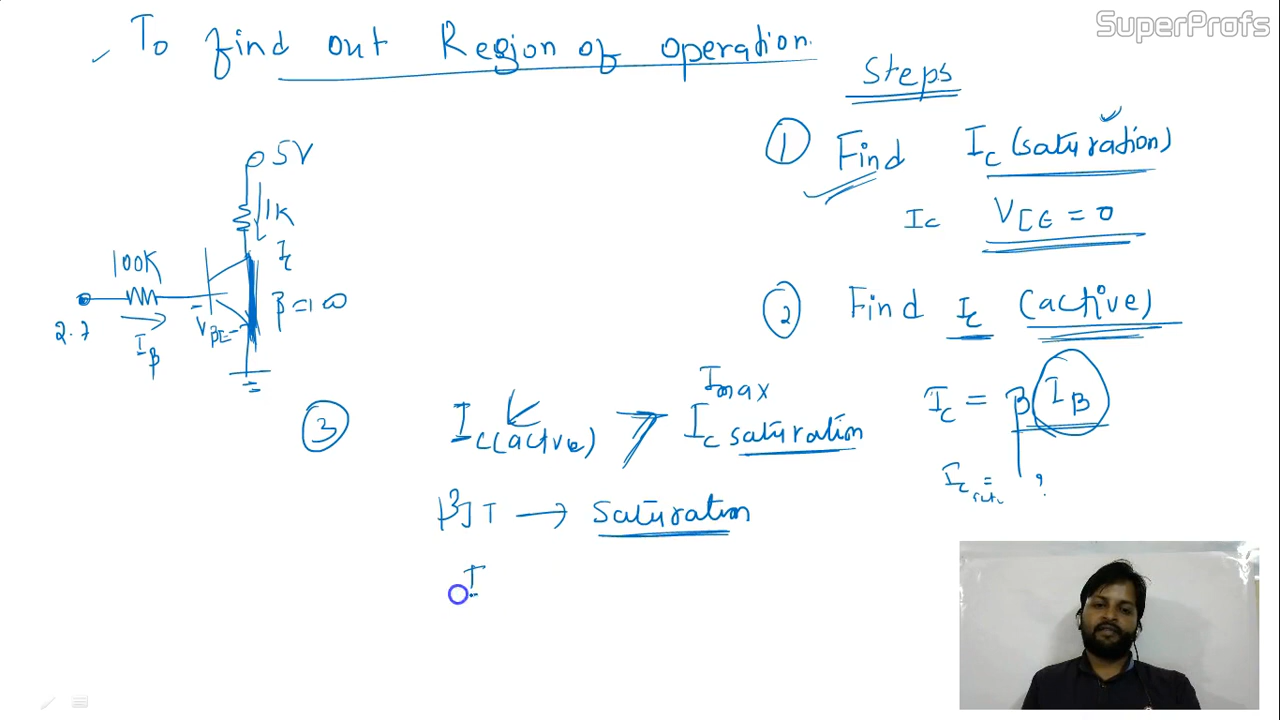 SuperProfs
To find out Region of operation.
Steps
① Find Ic (saturation)
Ic VCE = 0
② Find Ic (active)
Ic = β IB
Ic sat = ?
5V
1K
Ic
100K
β = 100
2.7
IB
VBE
③ Ic(active) > Ic saturation
Imax
BJT → Saturation
I